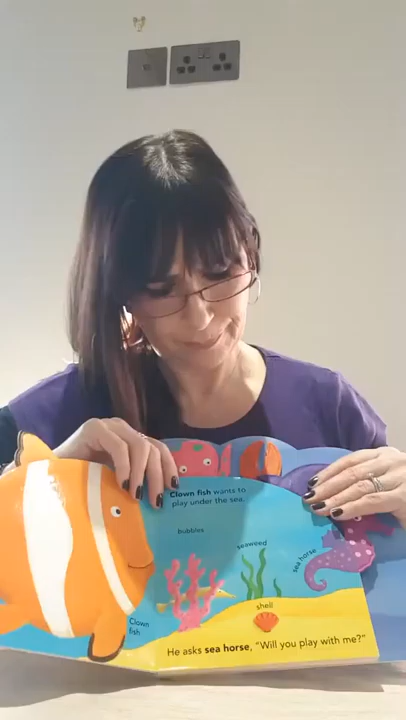 Clown fish wants to
play under the sea.
bubbles
seaweed
sea horse
shell
Clown
fish
He asks sea horse, "Will you play with me?"